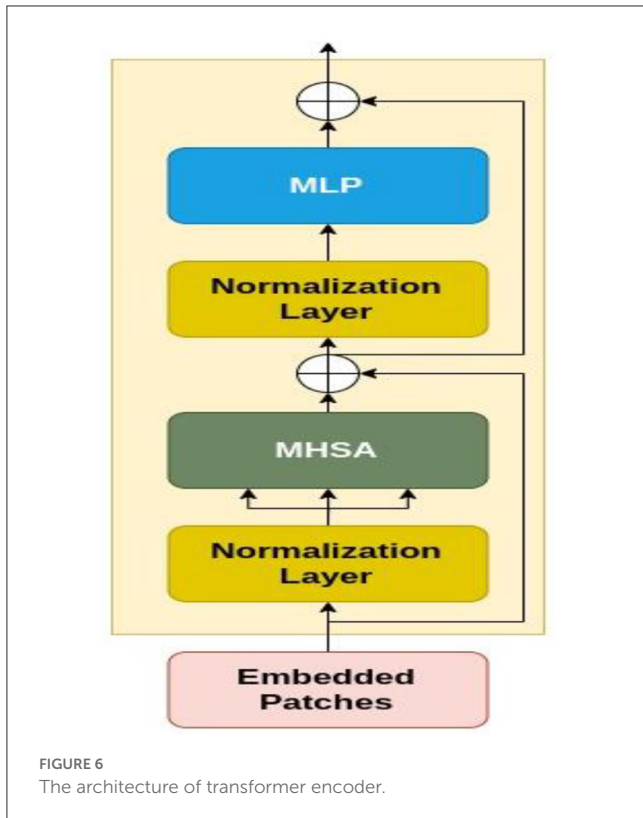 MLP
Normalization
Layer
MHSA
Normalization
Layer
Embedded
Patches
FIGURE 6
The architecture of transformer encoder.